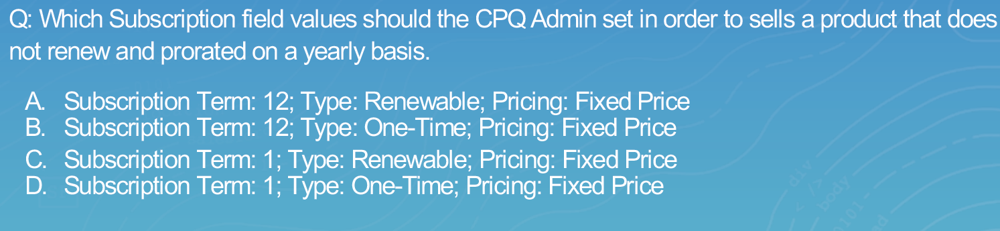 Q: Which Subscription field values should the CPQ Admin set in order to sells a product that does
not renew and prorated on a yearly basis.
A. Subscription Term: 12; Type: Renewable; Pricing: Fixed Price
B. Subscription Term: 12; Type: One-Time; Pricing: Fixed Price
C. Subscription Term: 1; Type: Renewable; Pricing: Fixed Price
D. Subscription Term: 1; Type: One-Time; Pricing: Fixed Price
div
< />
body